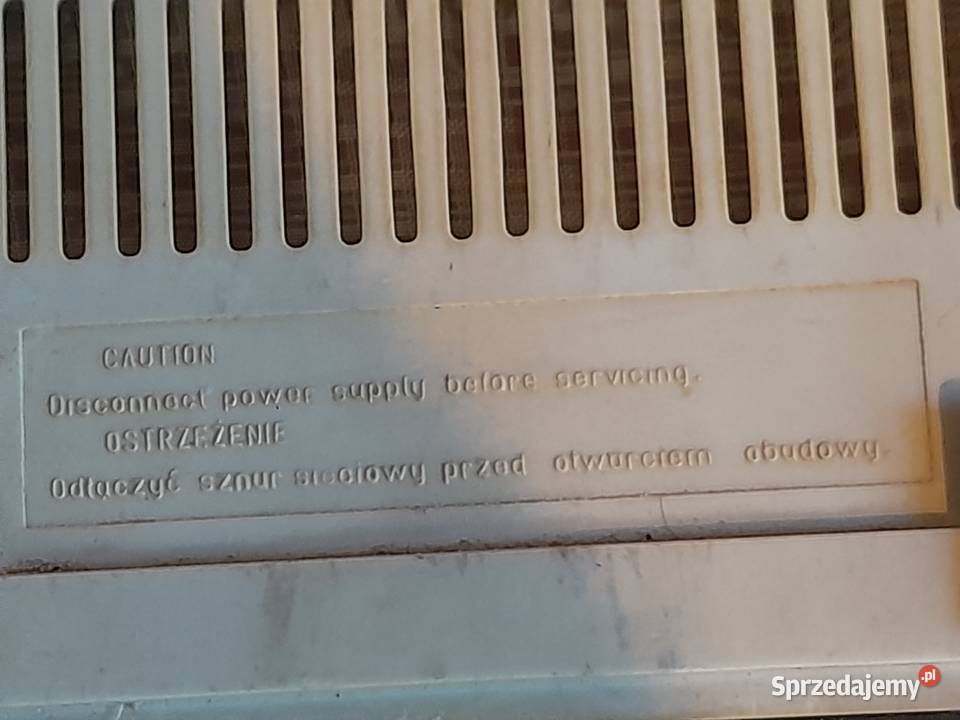 CAUTION
Disconnect power supply before servicing.
OSTRZEŻENIE
Odłączyć sznur sieciowy przed otwarciem obudowy.
Sprzedajemy.pl